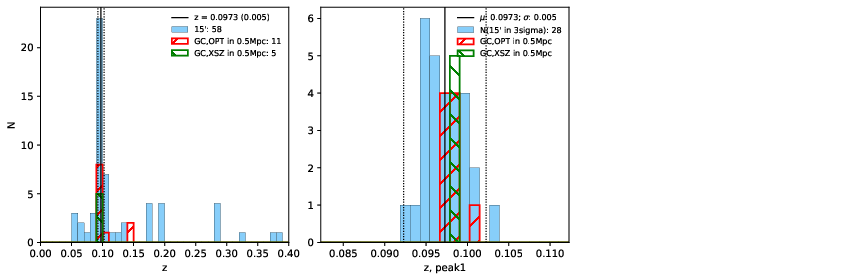 z = 0.0973 (0.005)
15': 58
GC,OPT in 0.5Mpc: 11
GC,XSZ in 0.5Mpc: 5
N
20
15
10
5
0
0.00 0.05 0.10 0.15 0.20 0.25 0.30 0.35 0.40
z
μ: 0.0973; σ: 0.005
N(15' in 3sigma): 28
GC,OPT in 0.5Mpc
GC,XSZ in 0.5Mpc
6
5
4
3
2
1
0
0.085 0.090 0.095 0.100 0.105 0.110
z, peak1